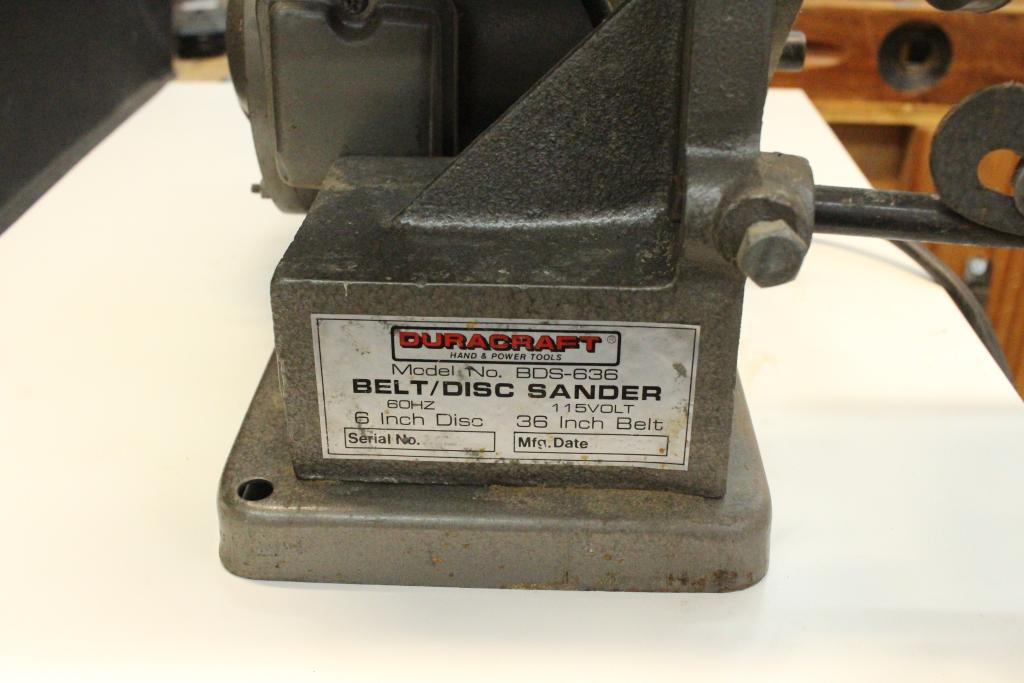 DURACRAFT®
HAND & POWER TOOLS
Model No. BDS-636
BELT/DISC SANDER
60HZ 115VOLT
6 Inch Disc 36 Inch Belt
Serial No. Mfg. Date